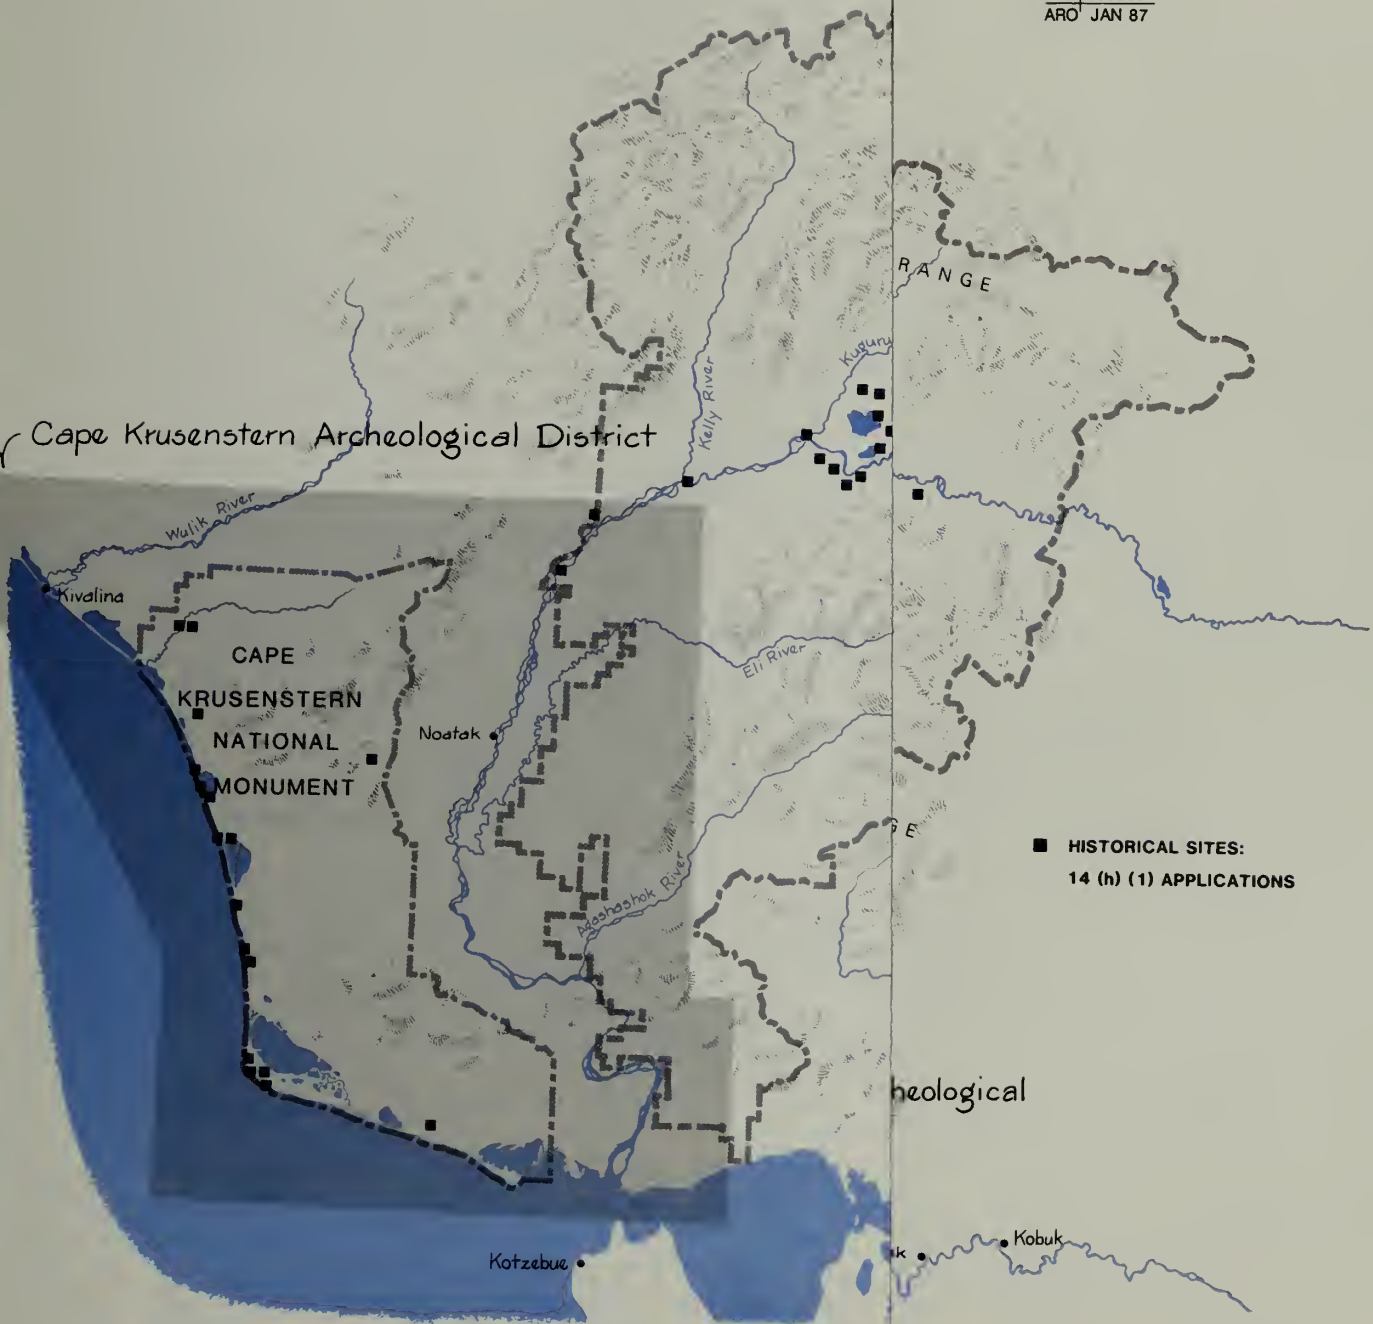 ARO JAN 87
RANGE
Kuguru
Kelly River
Cape Krusenstern Archeological District
Wulik River
Kivalina
CAPE
KRUSENSTERN
NATIONAL
MONUMENT
Noatak
Eli River
Agashashok River
GE
HISTORICAL SITES:
14 (h) (1) APPLICATIONS
heological
Kotzebue
k
Kobuk